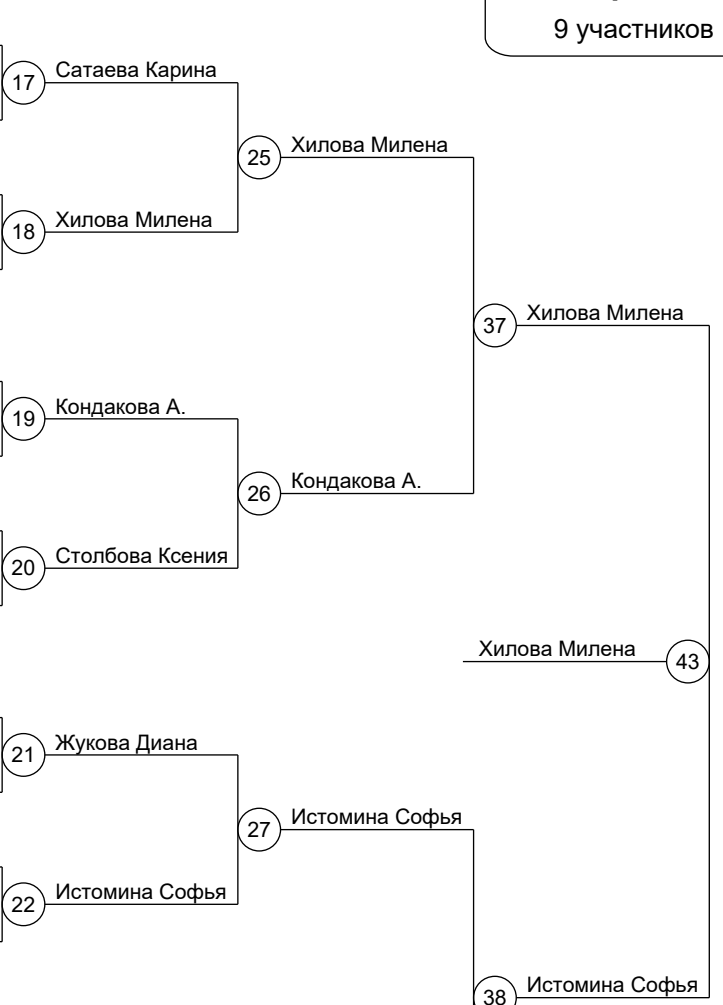 9 участников
17 Сатаева Карина
25 Хилова Милена
18 Хилова Милена
37 Хилова Милена
19 Кондакова А.
26 Кондакова А.
20 Столбова Ксения
Хилова Милена 43
21 Жукова Диана
27 Истомина Софья
22 Истомина Софья
38 Истомина Софья